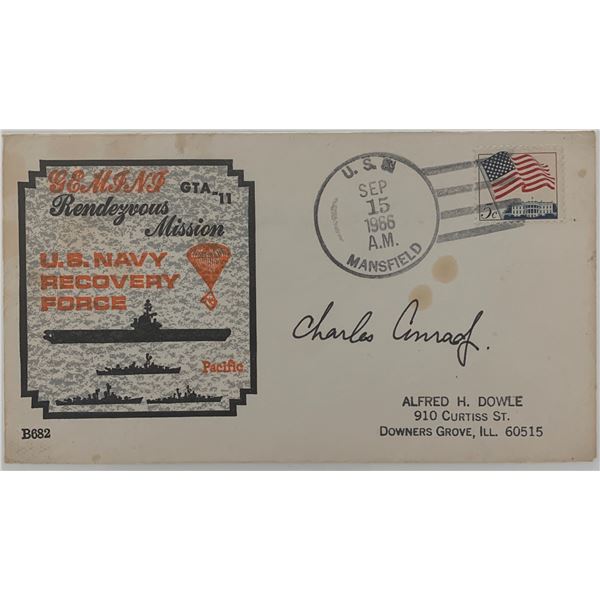 GEMINI GTA-11
Rendezvous
Mission
U.S. NAVY
RECOVERY
FORCE
Pacific
B682
U.S.
SEP
15
1966
A.M.
MANSFIELD
5c
Charles Conrad
ALFRED H. DOWLE
910 CURTISS ST.
DOWNERS GROVE, ILL. 60515